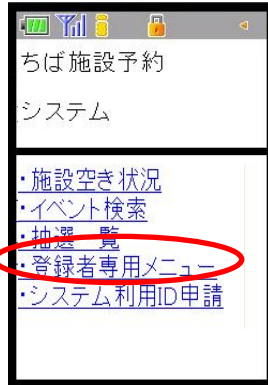 ちば施設予約
システム
・施設空き状況
・イベント検索
・抽選一覧
・登録者専用メニュー
・システム利用ID申請